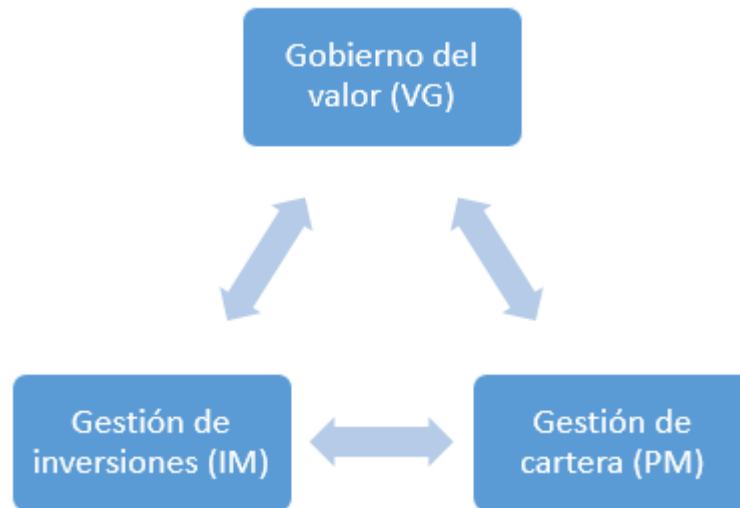 Gobierno del
valor (VG)
Gestión de
inversiones (IM)
Gestión de
cartera (PM)